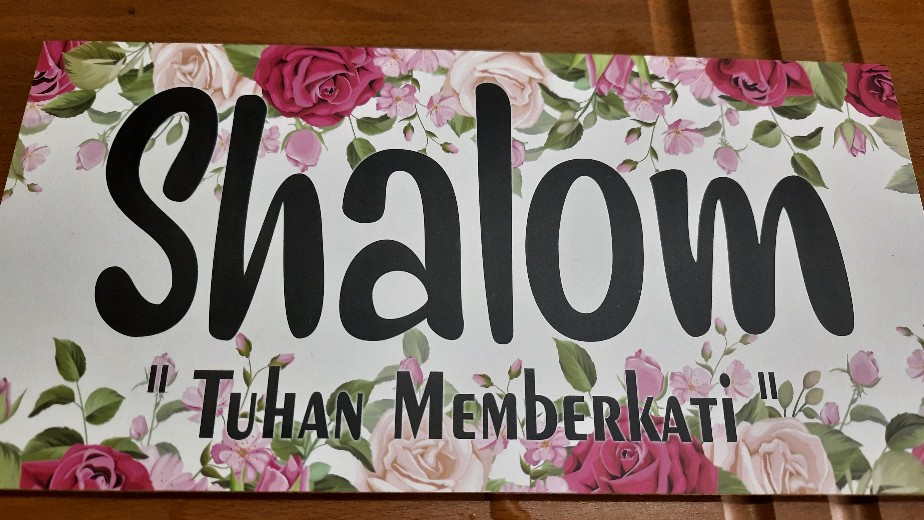 Shalom
" Tuhan Memberkati "